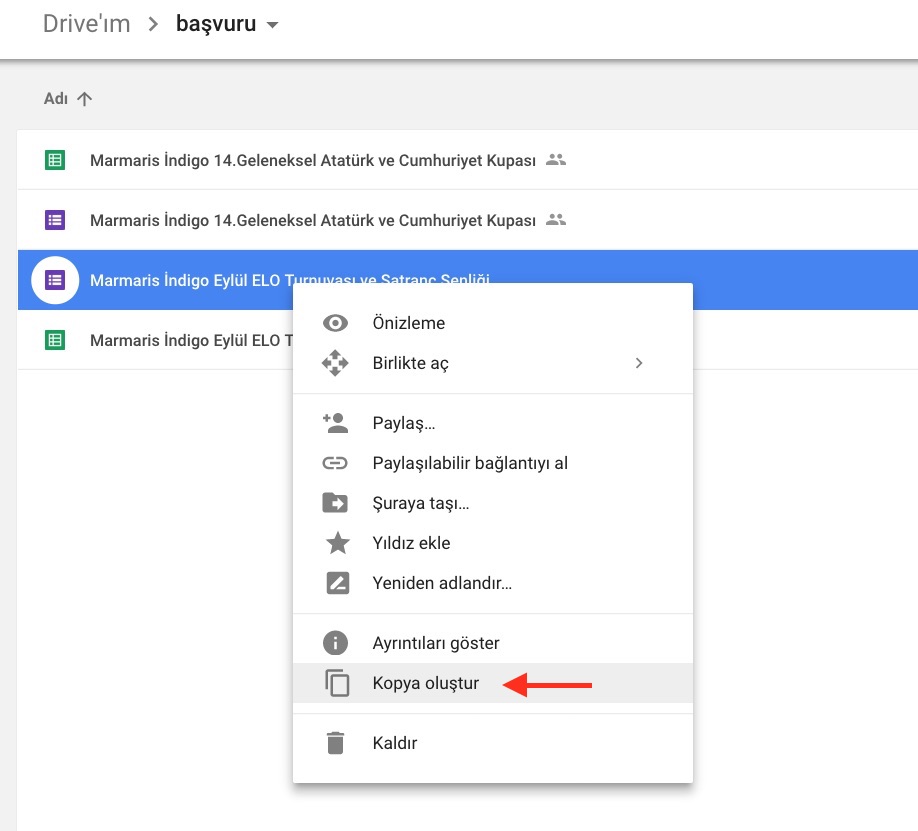 Drive'ım > başvuru
Adı
Marmaris İndigo 14.Geleneksel Atatürk ve Cumhuriyet Kupası
Marmaris İndigo 14.Geleneksel Atatürk ve Cumhuriyet Kupası
Marmaris İndigo Eylül ELO Turnuvası ve Satranç Şenliği
Marmaris İndigo Eylül ELO T
Önizleme
Birlikte aç
Paylaş...
Paylaşılabilir bağlantıyı al
Şuraya taşı...
Yıldız ekle
Yeniden adlandır...
Ayrıntıları göster
Kopya oluştur
Kaldır